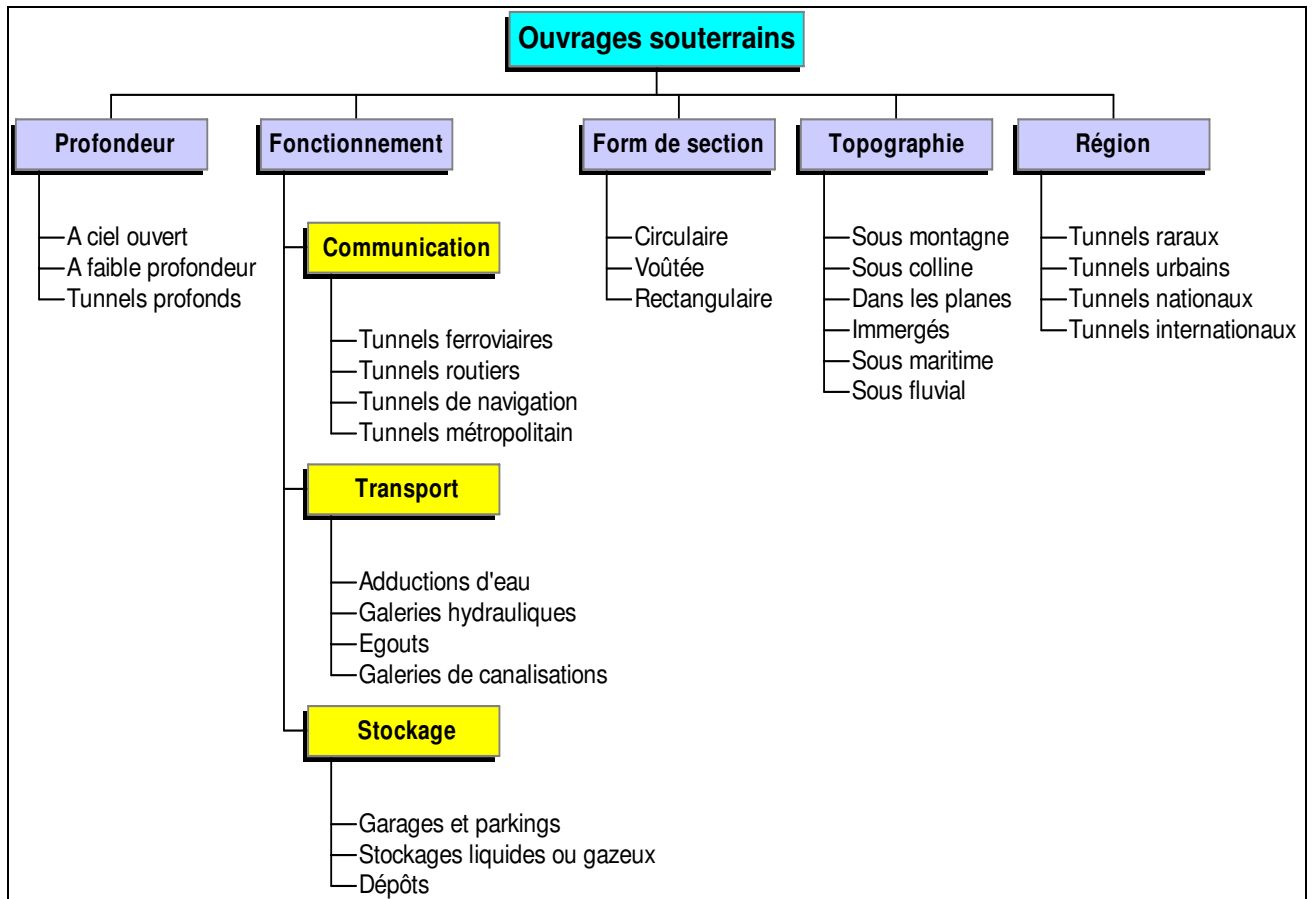 Ouvrages souterrains
Profondeur
A ciel ouvert
A faible profondeur
Tunnels profonds
Fonctionnement
Communication
Tunnels ferroviaires
Tunnels routiers
Tunnels de navigation
Tunnels métropolitain
Transport
Adductions d'eau
Galeries hydrauliques
Egouts
Galeries de canalisations
Stockage
Garages et parkings
Stockages liquides ou gazeux
Dépôts
Form de section
Circulaire
Voûtée
Rectangulaire
Topographie
Sous montagne
Sous colline
Dans les planes
Immergés
Sous maritime
Sous fluvial
Région
Tunnels raraux
Tunnels urbains
Tunnels nationaux
Tunnels internationaux